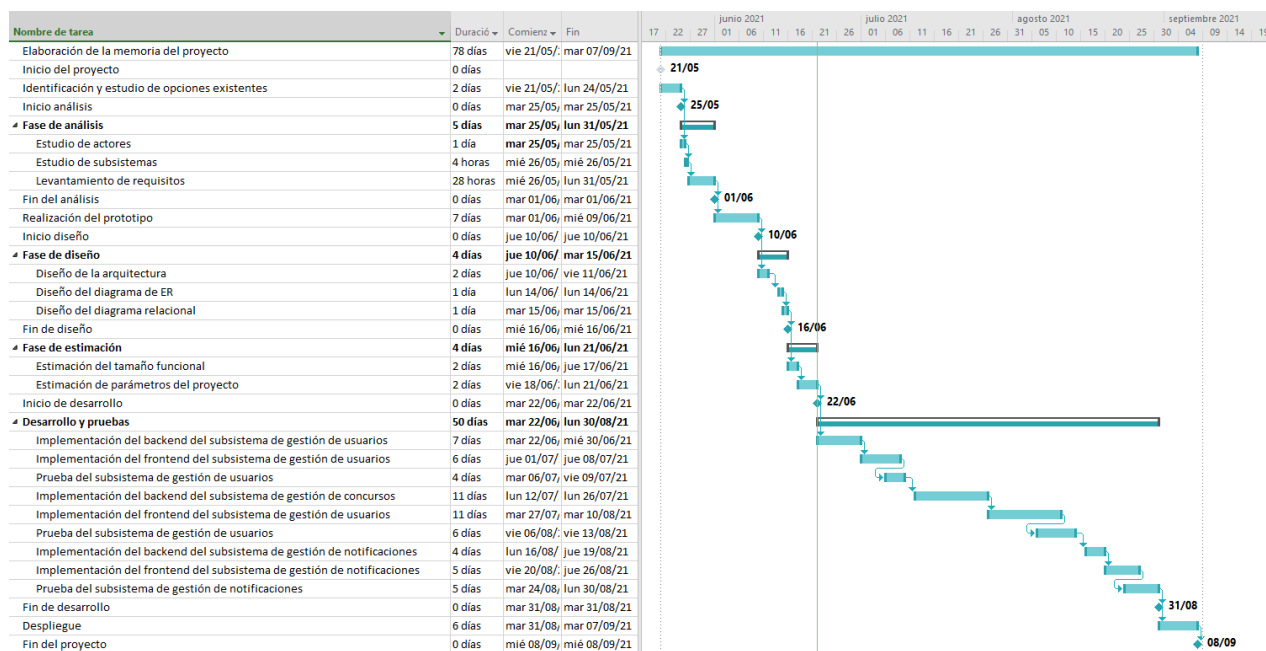 junio 2021 julio 2021 agosto 2021 septiembre 2021
Nombre de tarea Duració Comienz Fin 17 22 27 01 06 11 16 21 26 01 06 11 16 21 26 31 05 10 15 20 25 30 04 09 14 19
Elaboración de la memoria del proyecto 78 días vie 21/05/ mar 07/09/21
Inicio del proyecto 0 días 21/05
Identificación y estudio de opciones existentes 2 días vie 21/05/ lun 24/05/21
Inicio análisis 0 días mar 25/05/ mar 25/05/21 25/05
Fase de análisis 5 días mar 25/05/ lun 31/05/21
Estudio de actores 1 día mar 25/05/ mar 25/05/21
Estudio de subsistemas 4 horas mié 26/05/ mié 26/05/21
Levantamiento de requisitos 28 horas mié 26/05/ lun 31/05/21
Fin del análisis 0 días mar 01/06/ mar 01/06/21 01/06
Realización del prototipo 7 días mar 01/06/ mié 09/06/21
Inicio diseño 0 días jue 10/06/ jue 10/06/21 10/06
Fase de diseño 4 días jue 10/06/ mar 15/06/21
Diseño de la arquitectura 2 días jue 10/06/ vie 11/06/21
Diseño del diagrama de ER 1 día lun 14/06/ lun 14/06/21
Diseño del diagrama relacional 1 día mar 15/06/ mar 15/06/21
Fin de diseño 0 días mié 16/06/ mié 16/06/21 16/06
Fase de estimación 4 días mié 16/06/ lun 21/06/21
Estimación del tamaño funcional 2 días mié 16/06/ jue 17/06/21
Estimación de parámetros del proyecto 2 días vie 18/06/ lun 21/06/21
Inicio de desarrollo 0 días mar 22/06/ mar 22/06/21 22/06
Desarrollo y pruebas 50 días mar 22/06/ lun 30/08/21
Implementación del backend del subsistema de gestión de usuarios 7 días mar 22/06/ mié 30/06/21
Implementación del frontend del subsistema de gestión de usuarios 6 días jue 01/07/ jue 08/07/21
Prueba del subsistema de gestión de usuarios 4 días mar 06/07/ vie 09/07/21
Implementación del backend del subsistema de gestión de concursos 11 días lun 12/07/ lun 26/07/21
Implementación del frontend del subsistema de gestión de usuarios 11 días mar 27/07/ mar 10/08/21
Prueba del subsistema de gestión de usuarios 6 días vie 06/08/ vie 13/08/21
Implementación del backend del subsistema de gestión de notificaciones 4 días lun 16/08/ jue 19/08/21
Implementación del frontend del subsistema de gestión de notificaciones 5 días vie 20/08/ jue 26/08/21
Prueba del subsistema de gestión de notificaciones 5 días mar 24/08/ lun 30/08/21
Fin de desarrollo 0 días mar 31/08/ mar 31/08/21 31/08
Despliegue 6 días mar 31/08/ mar 07/09/21
Fin del proyecto 0 días mié 08/09/ mié 08/09/21 08/09